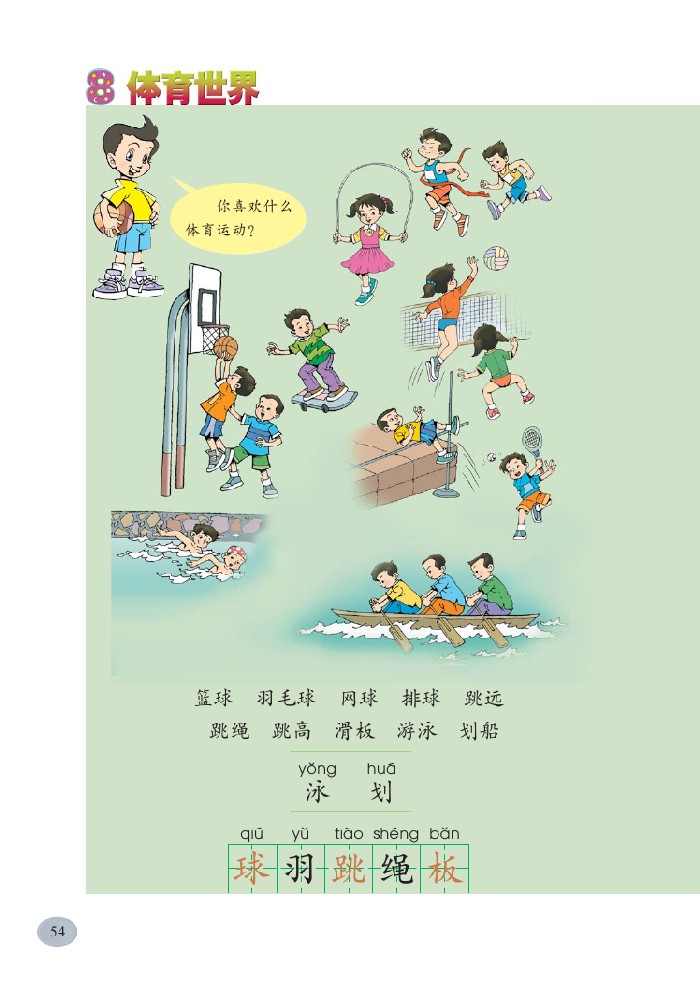 8 体育世界
你喜欢什么
体育运动？
篮球 羽毛球 网球 排球 跳远
跳绳 跳高 滑板 游泳 划船
yǒng huá
泳 划
qiú yǔ tiào shéng bǎn
球 羽 跳 绳 板
54